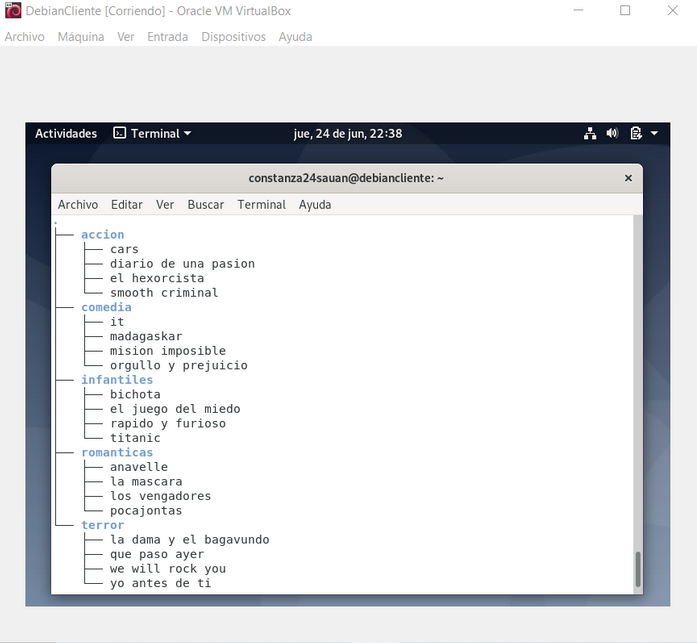 DebianCliente [Corriendo] - Oracle VM VirtualBox
Archivo Máquina Ver Entrada Dispositivos Ayuda
Actividades Terminal jue, 24 de jun, 22:38
constanza24sauan@debiancliente: ~
Archivo Editar Ver Buscar Terminal Ayuda
.
├── accion
│   ├── cars
│   ├── diario de una pasion
│   ├── el hexorcista
│   └── smooth criminal
├── comedia
│   ├── it
│   ├── madagaskar
│   ├── mision imposible
│   └── orgullo y prejuicio
├── infantiles
│   ├── bichota
│   ├── el juego del miedo
│   ├── rapido y furioso
│   └── titanic
├── romanticas
│   ├── anavelle
│   ├── la mascara
│   ├── los vengadores
│   └── pocajontas
└── terror
    ├── la dama y el bagavundo
    ├── que paso ayer
    ├── we will rock you
    └── yo antes de ti